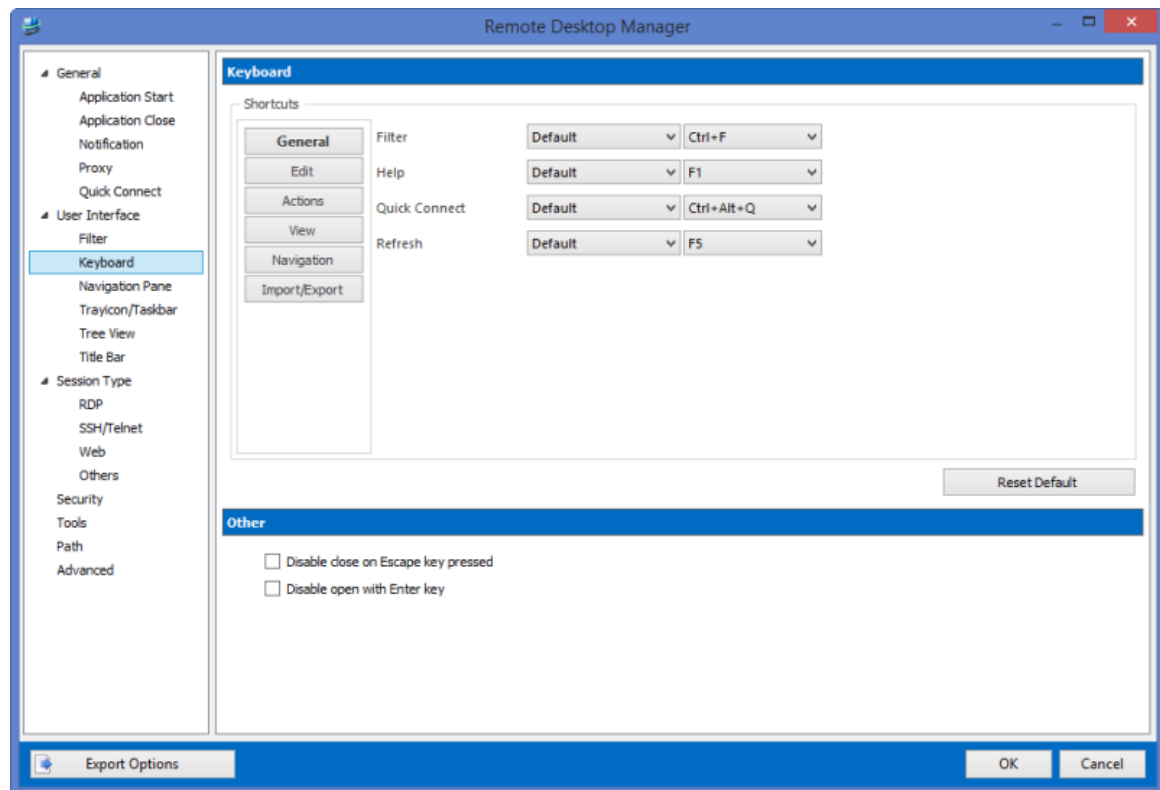 Remote Desktop Manager
General
Application Start
Application Close
Notification
Proxy
Quick Connect
User Interface
Filter
Keyboard
Navigation Pane
Trayicon/Taskbar
Tree View
Title Bar
Session Type
RDP
SSH/Telnet
Web
Others
Security
Tools
Path
Advanced
Keyboard
Shortcuts
General
Edit
Actions
View
Navigation
Import/Export
Filter Default Ctrl+F
Help Default F1
Quick Connect Default Ctrl+Alt+Q
Refresh Default F5
Reset Default
Other
Disable close on Escape key pressed
Disable open with Enter key
Export Options
OK
Cancel